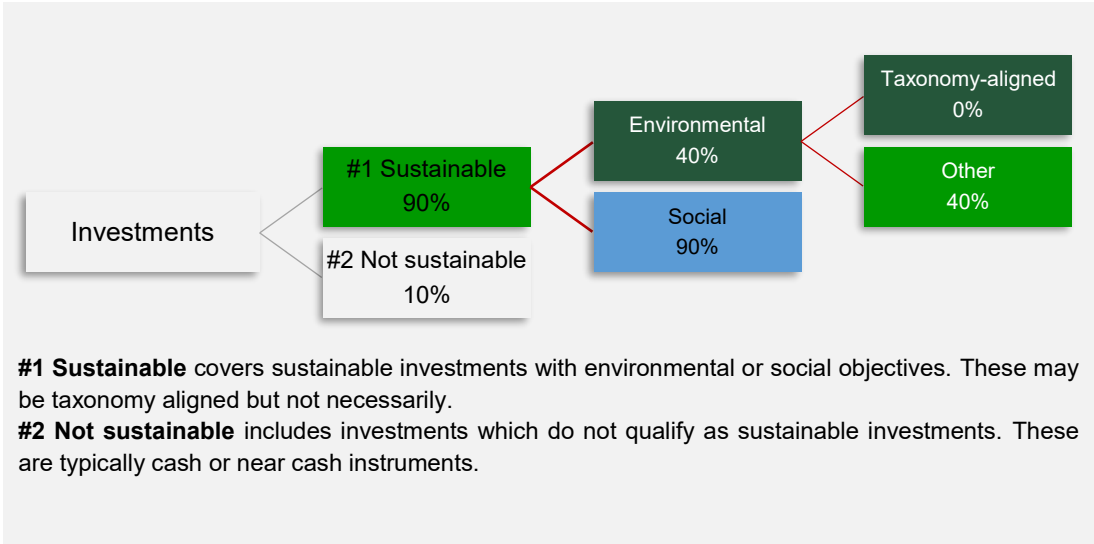 Taxonomy-aligned
0%
Environmental
40%
#1 Sustainable
90%
Other
40%
Investments
Social
90%
#2 Not sustainable
10%
#1 Sustainable covers sustainable investments with environmental or social objectives. These may
be taxonomy aligned but not necessarily.
#2 Not sustainable includes investments which do not qualify as sustainable investments. These
are typically cash or near cash instruments.